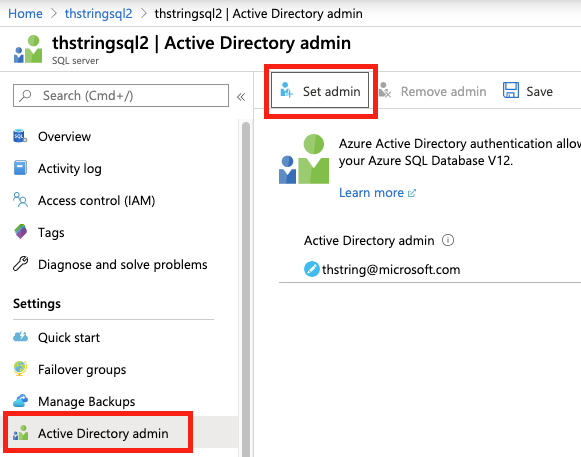 Home > thstringsql2 > thstringsql2 | Active Directory admin
thstringsql2 | Active Directory admin
SQL server
Search (Cmd+/)
«
Overview
Activity log
Access control (IAM)
Tags
Diagnose and solve problems
Settings
Quick start
Failover groups
Manage Backups
Active Directory admin
Set admin
Remove admin
Save
Azure Active Directory authentication allow
your Azure SQL Database V12.
Learn more
Active Directory admin
thstring@microsoft.com